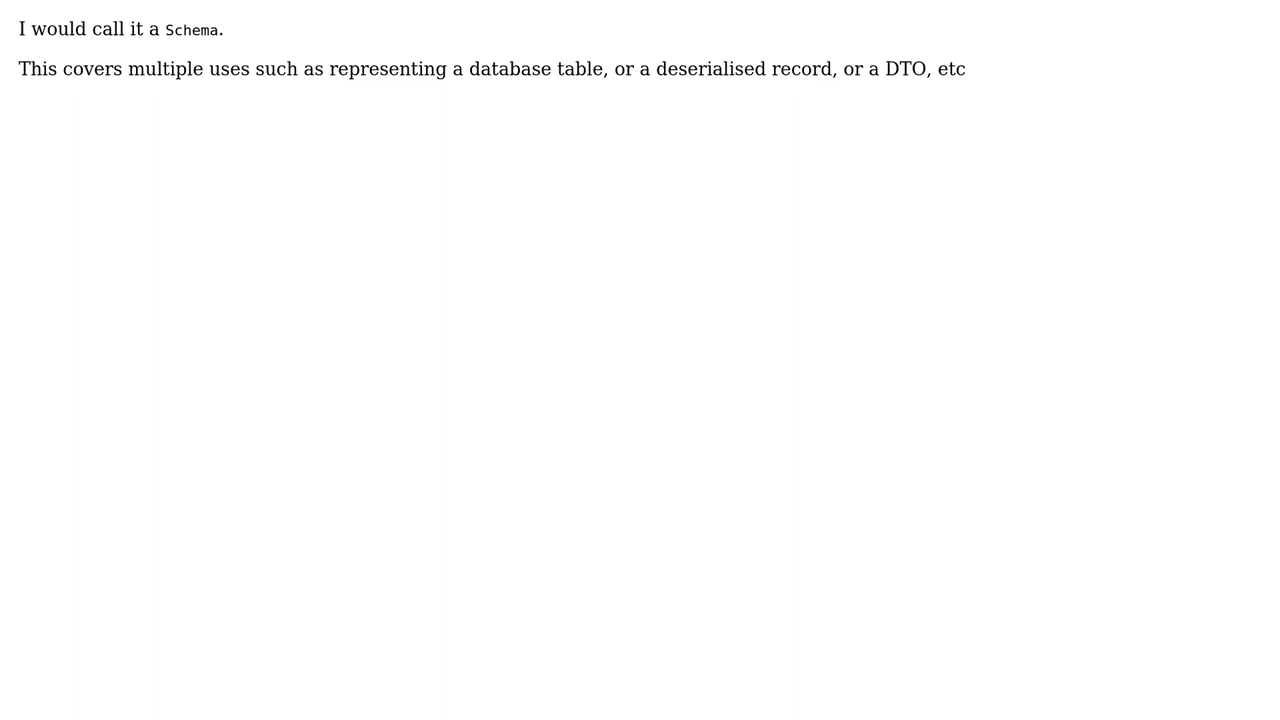 I would call it a Schema.
This covers multiple uses such as representing a database table, or a deserialised record, or a DTO, etc